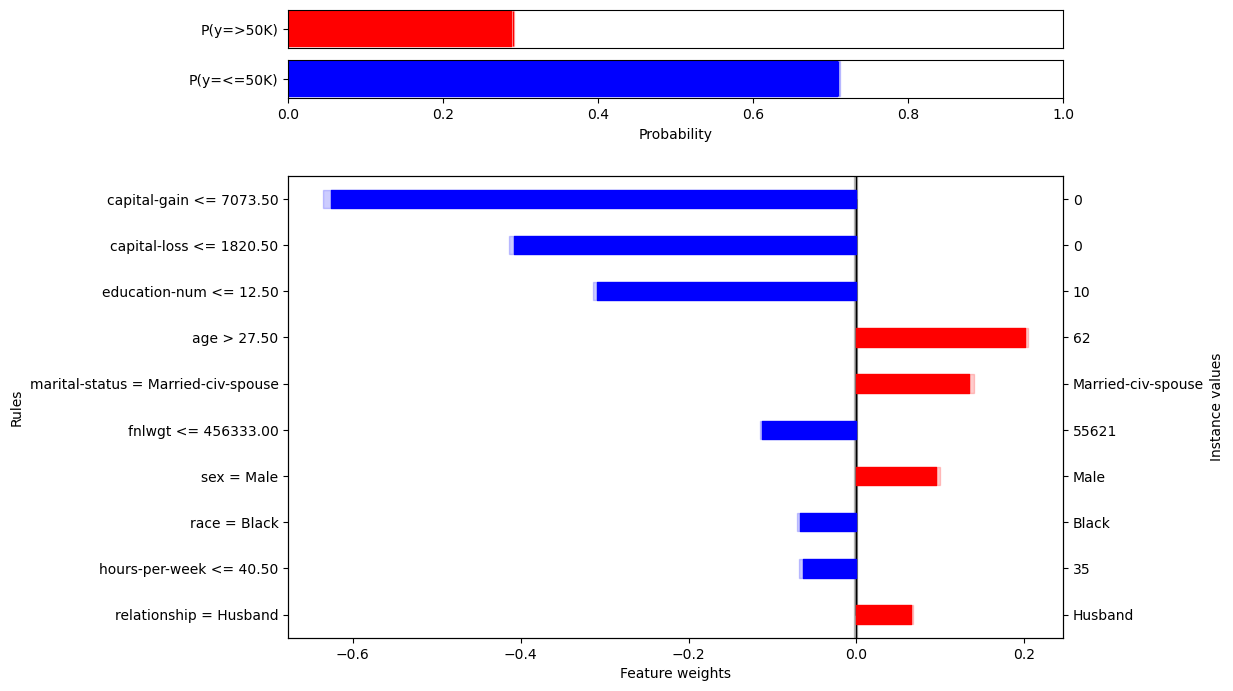 P(y=>50K)
P(y=<=50K)
0.0 0.2 0.4 0.6 0.8 1.0
Probability
Rules
capital-gain <= 7073.50 0
capital-loss <= 1820.50 0
education-num <= 12.50 10
age > 27.50 62
marital-status = Married-civ-spouse Married-civ-spouse
fnlwgt <= 456333.00 55621
sex = Male Male
race = Black Black
hours-per-week <= 40.50 35
relationship = Husband Husband
Instance values
−0.6 −0.4 −0.2 0.0 0.2
Feature weights